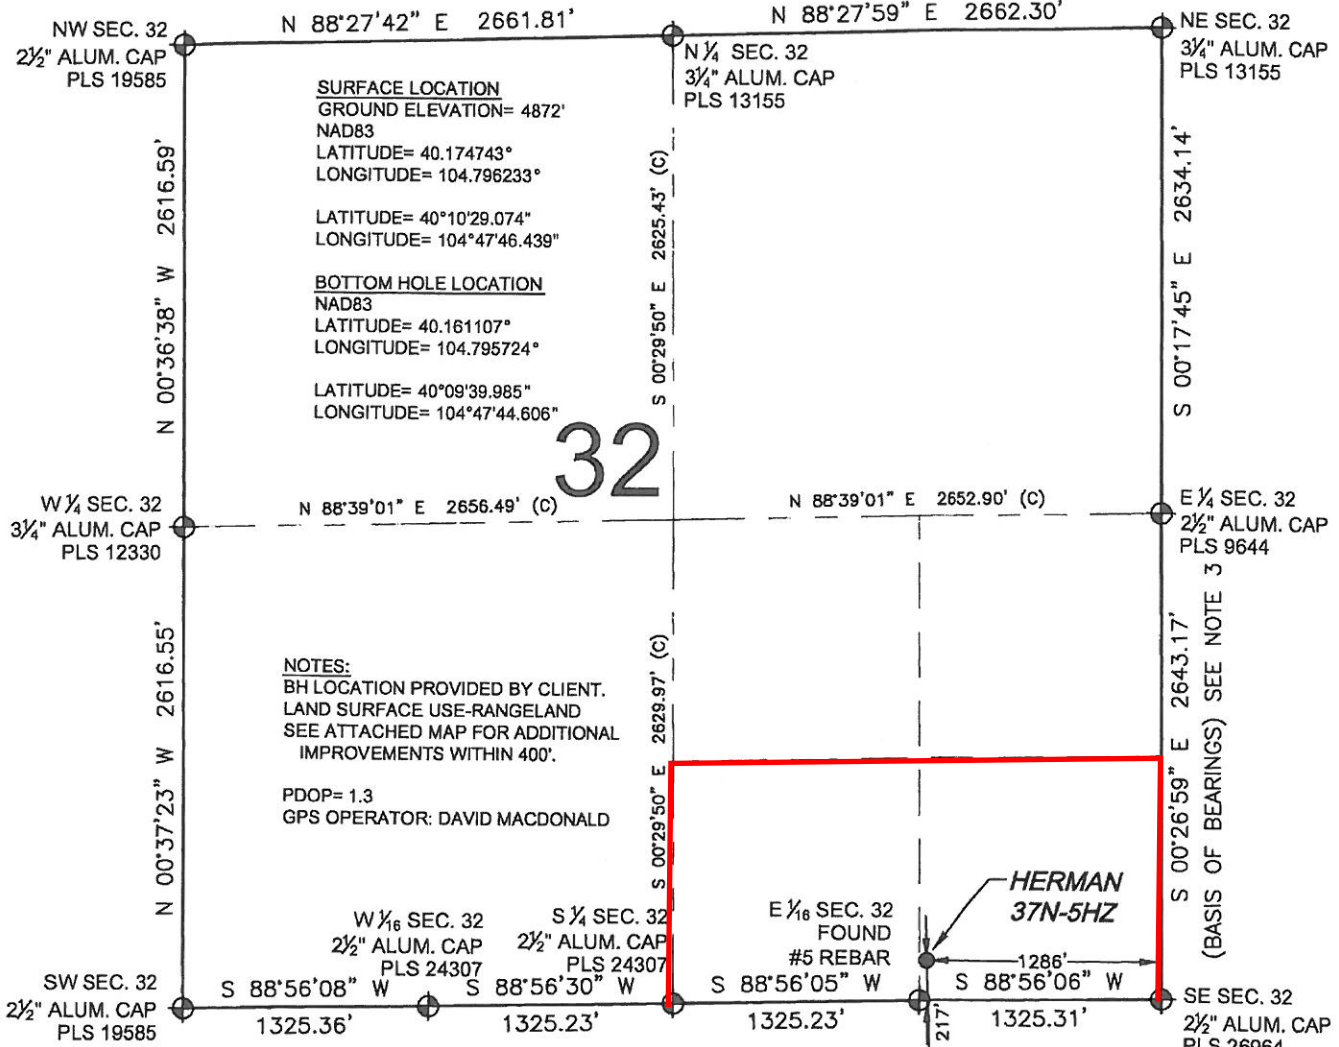 N 88°27'42" E 2661.81'
N 88°27'59" E 2662.30'
NW SEC. 32
2½" ALUM. CAP
PLS 19585
N ¼ SEC. 32
3¼" ALUM. CAP
PLS 13155
NE SEC. 32
3¼" ALUM. CAP
PLS 13155
SURFACE LOCATION
GROUND ELEVATION= 4872'
NAD83
LATITUDE= 40.174743°
LONGITUDE= 104.796233°
LATITUDE= 40°10'29.074"
LONGITUDE= 104°47'46.439"
BOTTOM HOLE LOCATION
NAD83
LATITUDE= 40.161107°
LONGITUDE= 104.795724°
LATITUDE= 40°09'39.985"
LONGITUDE= 104°47'44.606"
N 00°36'38" W 2616.59'
S 00°29'50" E 2625.43' (C)
S 00°17'45" E 2634.14'
32
W ¼ SEC. 32
3¼" ALUM. CAP
PLS 12330
N 88°39'01" E 2656.49' (C)
N 88°39'01" E 2652.90' (C)
E ¼ SEC. 32
2½" ALUM. CAP
PLS 9644
N 00°37'23" W 2616.55'
NOTES:
BH LOCATION PROVIDED BY CLIENT.
LAND SURFACE USE-RANGELAND
SEE ATTACHED MAP FOR ADDITIONAL
IMPROVEMENTS WITHIN 400'.
PDOP= 1.3
GPS OPERATOR: DAVID MACDONALD
S 00°29'50" E 2629.97' (C)
S 00°26'59" E 2643.17'
(BASIS OF BEARINGS) SEE NOTE 3
HERMAN
37N-5HZ
W 1⁄16 SEC. 32
2½" ALUM. CAP
PLS 24307
S ¼ SEC. 32
2½" ALUM. CAP
PLS 24307
E 1⁄16 SEC. 32
FOUND
#5 REBAR
1286'
SW SEC. 32
2½" ALUM. CAP
PLS 19585
S 88°56'08" W
1325.36'
S 88°56'30" W
1325.23'
S 88°56'05" W
1325.23'
217'
S 88°56'06" W
1325.31'
SE SEC. 32
2½" ALUM. CAP
PLS 26964